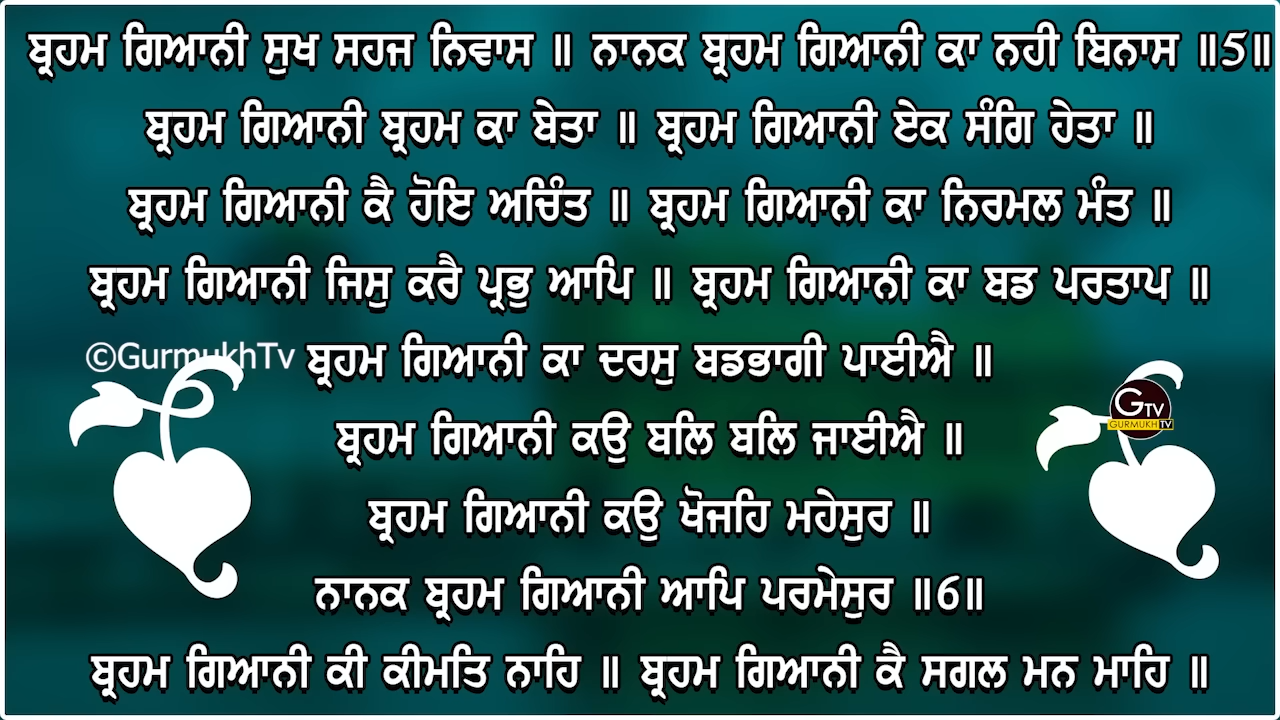 ਬ੍ਰਹਮ ਗਿਆਨੀ ਸੁਖ ਸਹਜ ਨਿਵਾਸ ॥ ਨਾਨਕ ਬ੍ਰਹਮ ਗਿਆਨੀ ਕਾ ਨਹੀ ਬਿਨਾਸ ॥5॥
ਬ੍ਰਹਮ ਗਿਆਨੀ ਬ੍ਰਹਮ ਕਾ ਬੇਤਾ ॥ ਬ੍ਰਹਮ ਗਿਆਨੀ ਏਕ ਸੰਗਿ ਹੇਤਾ ॥
ਬ੍ਰਹਮ ਗਿਆਨੀ ਕੈ ਹੋਇ ਅਚਿੰਤ ॥ ਬ੍ਰਹਮ ਗਿਆਨੀ ਕਾ ਨਿਰਮਲ ਮੰਤ ॥
ਬ੍ਰਹਮ ਗਿਆਨੀ ਜਿਸੁ ਕਰੈ ਪ੍ਰਭੁ ਆਪਿ ॥ ਬ੍ਰਹਮ ਗਿਆਨੀ ਕਾ ਬਡ ਪਰਤਾਪ ॥
©GurmukhTv
ਬ੍ਰਹਮ ਗਿਆਨੀ ਕਾ ਦਰਸੁ ਬਡਭਾਗੀ ਪਾਈਐ ॥
GTV
GURMUKH TV
ਬ੍ਰਹਮ ਗਿਆਨੀ ਕਉ ਬਲਿ ਬਲਿ ਜਾਈਐ ॥
ਬ੍ਰਹਮ ਗਿਆਨੀ ਕਉ ਖੋਜਹਿ ਮਹੇਸੁਰ ॥
ਨਾਨਕ ਬ੍ਰਹਮ ਗਿਆਨੀ ਆਪਿ ਪਰਮੇਸੁਰ ॥6॥
ਬ੍ਰਹਮ ਗਿਆਨੀ ਕੀ ਕੀਮਤਿ ਨਾਹਿ ॥ ਬ੍ਰਹਮ ਗਿਆਨੀ ਕੈ ਸਗਲ ਮਨ ਮਾਹਿ ॥